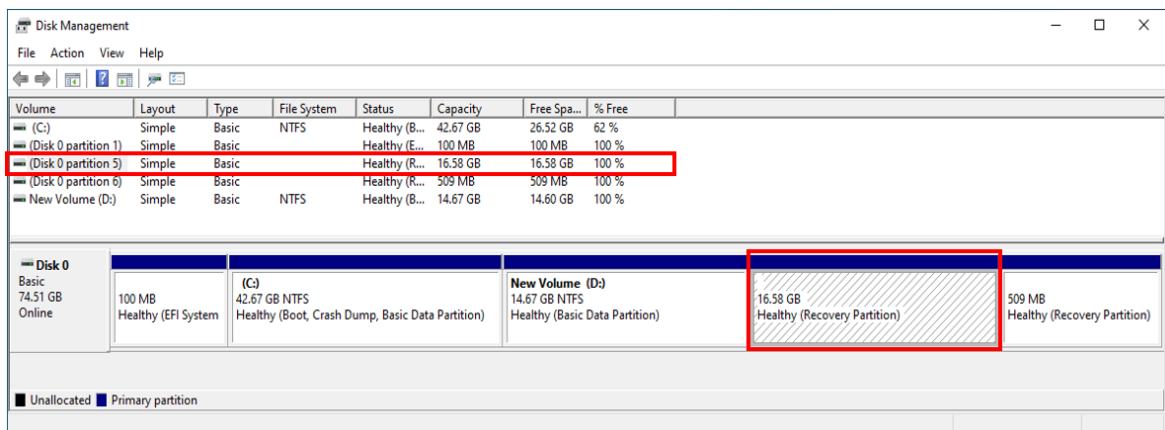 Disk Management
File Action View Help
Volume Layout Type File System Status Capacity Free Spa... % Free
(C:) Simple Basic NTFS Healthy (B... 42.67 GB 26.52 GB 62 %
(Disk 0 partition 1) Simple Basic Healthy (E... 100 MB 100 MB 100 %
(Disk 0 partition 5) Simple Basic Healthy (R... 16.58 GB 16.58 GB 100 %
(Disk 0 partition 6) Simple Basic Healthy (R... 509 MB 509 MB 100 %
New Volume (D:) Simple Basic NTFS Healthy (B... 14.67 GB 14.60 GB 100 %
Disk 0
Basic
74.51 GB
Online
100 MB
Healthy (EFI System
(C:)
42.67 GB NTFS
Healthy (Boot, Crash Dump, Basic Data Partition)
New Volume (D:)
14.67 GB NTFS
Healthy (Basic Data Partition)
16.58 GB
Healthy (Recovery Partition)
509 MB
Healthy (Recovery Partition)
Unallocated Primary partition